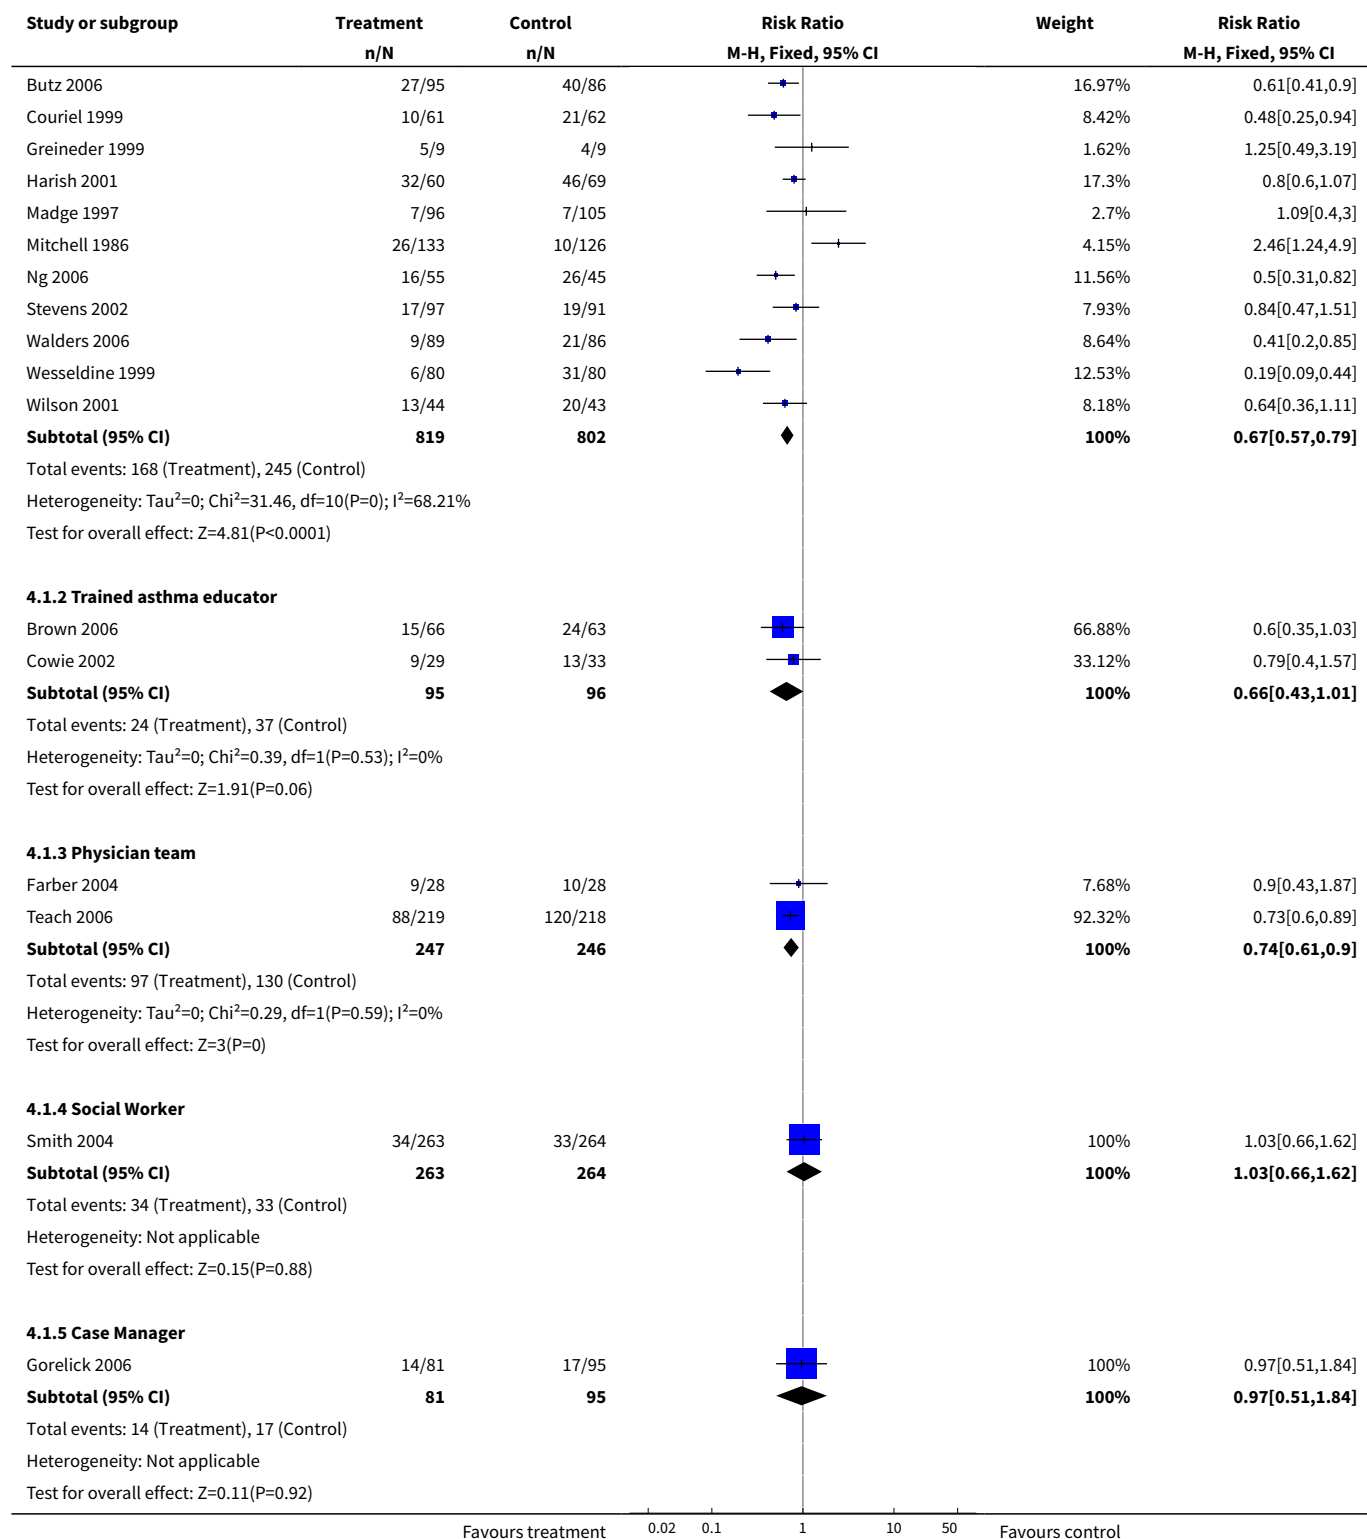 Study or subgroup Treatment Control Risk Ratio Weight Risk Ratio
n/N n/N M-H, Fixed, 95% CI M-H, Fixed, 95% CI
Butz 2006 27/95 40/86 16.97% 0.61[0.41,0.9]
Couriel 1999 10/61 21/62 8.42% 0.48[0.25,0.94]
Greineder 1999 5/9 4/9 1.62% 1.25[0.49,3.19]
Harish 2001 32/60 46/69 17.3% 0.8[0.6,1.07]
Madge 1997 7/96 7/105 2.7% 1.09[0.4,3]
Mitchell 1986 26/133 10/126 4.15% 2.46[1.24,4.9]
Ng 2006 16/55 26/45 11.56% 0.5[0.31,0.82]
Stevens 2002 17/97 19/91 7.93% 0.84[0.47,1.51]
Walders 2006 9/89 21/86 8.64% 0.41[0.2,0.85]
Wesseldine 1999 6/80 31/80 12.53% 0.19[0.09,0.44]
Wilson 2001 13/44 20/43 8.18% 0.64[0.36,1.11]
Subtotal (95% CI) 819 802 100% 0.67[0.57,0.79]
Total events: 168 (Treatment), 245 (Control)
Heterogeneity: Tau²=0; Chi²=31.46, df=10(P=0); I²=68.21%
Test for overall effect: Z=4.81(P<0.0001)
4.1.2 Trained asthma educator
Brown 2006 15/66 24/63 66.88% 0.6[0.35,1.03]
Cowie 2002 9/29 13/33 33.12% 0.79[0.4,1.57]
Subtotal (95% CI) 95 96 100% 0.66[0.43,1.01]
Total events: 24 (Treatment), 37 (Control)
Heterogeneity: Tau²=0; Chi²=0.39, df=1(P=0.53); I²=0%
Test for overall effect: Z=1.91(P=0.06)
4.1.3 Physician team
Farber 2004 9/28 10/28 7.68% 0.9[0.43,1.87]
Teach 2006 88/219 120/218 92.32% 0.73[0.6,0.89]
Subtotal (95% CI) 247 246 100% 0.74[0.61,0.9]
Total events: 97 (Treatment), 130 (Control)
Heterogeneity: Tau²=0; Chi²=0.29, df=1(P=0.59); I²=0%
Test for overall effect: Z=3(P=0)
4.1.4 Social Worker
Smith 2004 34/263 33/264 100% 1.03[0.66,1.62]
Subtotal (95% CI) 263 264 100% 1.03[0.66,1.62]
Total events: 34 (Treatment), 33 (Control)
Heterogeneity: Not applicable
Test for overall effect: Z=0.15(P=0.88)
4.1.5 Case Manager
Gorelick 2006 14/81 17/95 100% 0.97[0.51,1.84]
Subtotal (95% CI) 81 95 100% 0.97[0.51,1.84]
Total events: 14 (Treatment), 17 (Control)
Heterogeneity: Not applicable
Test for overall effect: Z=0.11(P=0.92)
Favours treatment 0.02 0.1 1 10 50 Favours control